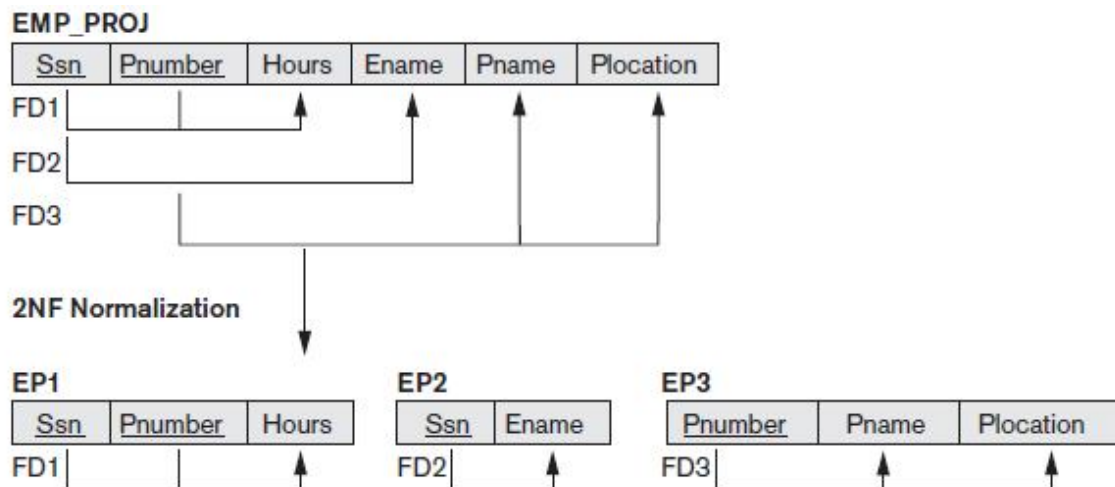 EMP_PROJ
Ssn Pnumber Hours Ename Pname Plocation
FD1
FD2
FD3
2NF Normalization
EP1 EP2 EP3
Ssn Pnumber Hours Ssn Ename Pnumber Pname Plocation
FD1 FD2 FD3